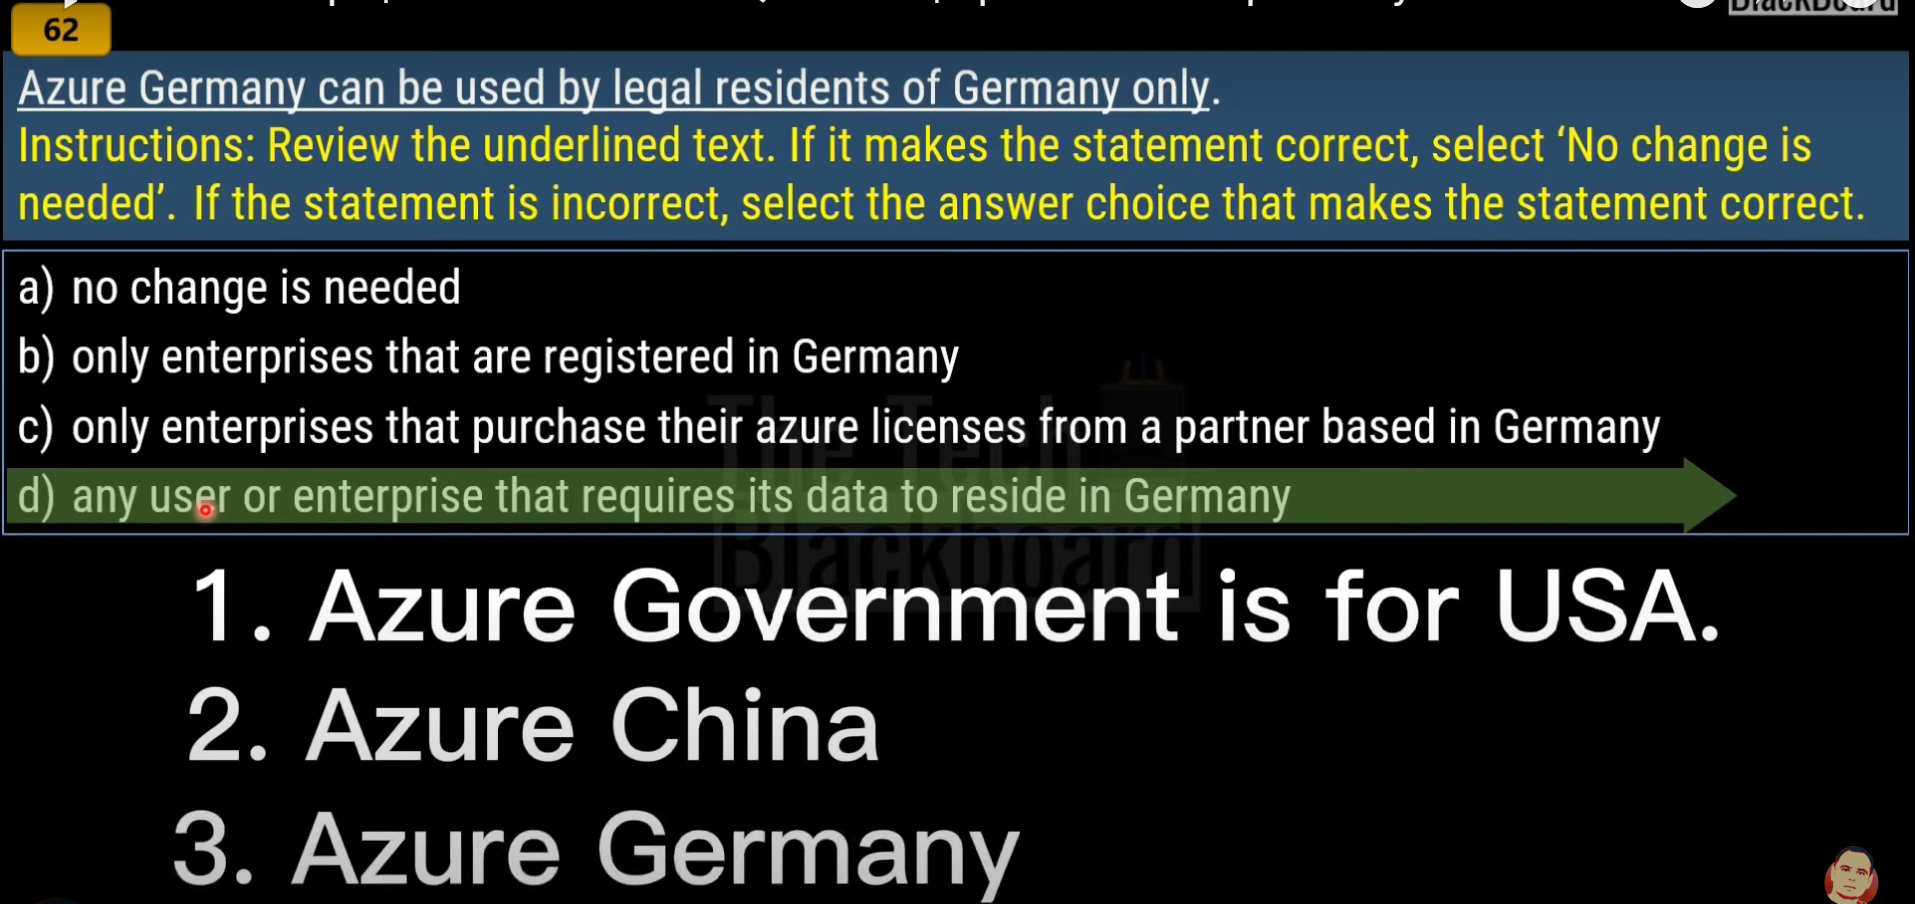 BlackBoard
62
Azure Germany can be used by legal residents of Germany only.
Instructions: Review the underlined text. If it makes the statement correct, select ‘No change is
needed’. If the statement is incorrect, select the answer choice that makes the statement correct.
a) no change is needed
b) only enterprises that are registered in Germany
c) only enterprises that purchase their azure licenses from a partner based in Germany
d) any user or enterprise that requires its data to reside in Germany
The Tech
Blackboard
1. Azure Government is for USA.
2. Azure China
3. Azure Germany